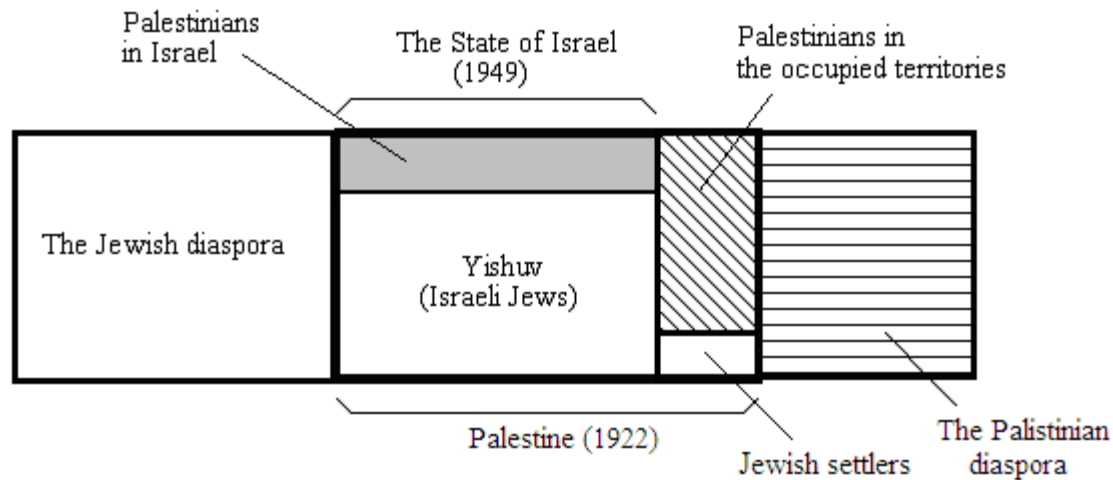 Palestinians
in Israel
The State of Israel
(1949)
Palestinians in
the occupied territories
The Jewish diaspora
Yishuv
(Israeli Jews)
Palestine (1922)
Jewish settlers
The Palistinian
diaspora